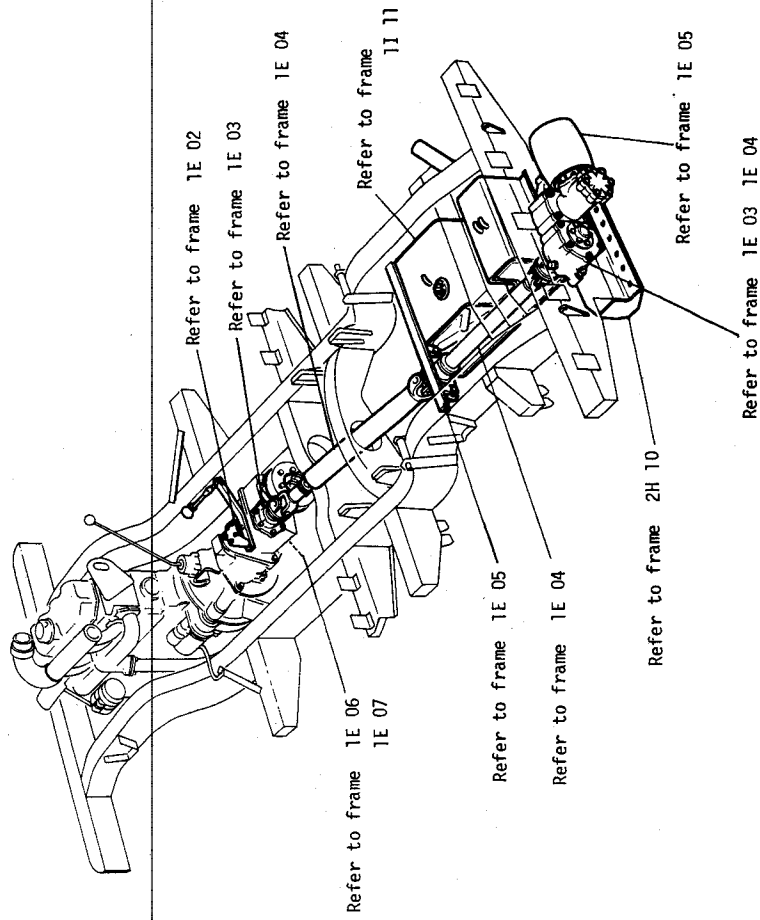 Refer to frame 1E 02
Refer to frame 1E 03
Refer to frame 1E 04
Refer to frame
1I 11
Refer to frame 1E 05
Refer to frame 1E 03 1E 04
Refer to frame 2H 10
Refer to frame 1E 04
Refer to frame 1E 05
Refer to frame 1E 06
1E 07